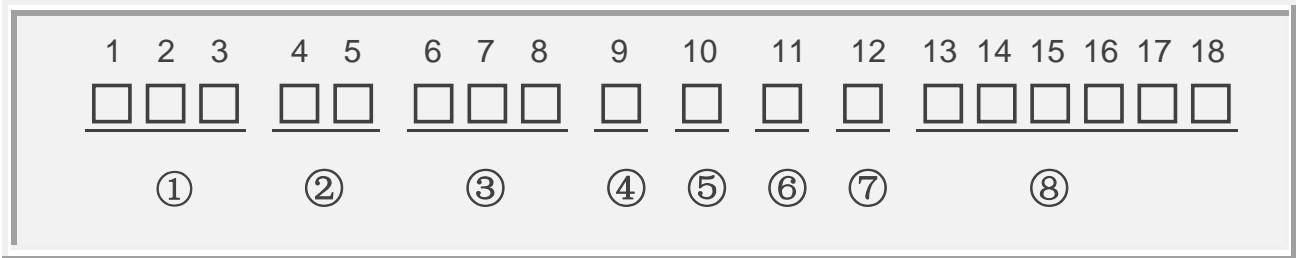 1 2 3 4 5 6 7 8 9 10 11 12 13 14 15 16 17 18
□□□ □□ □□□ □ □ □ □ □□□□□□
① ② ③ ④ ⑤ ⑥ ⑦ ⑧